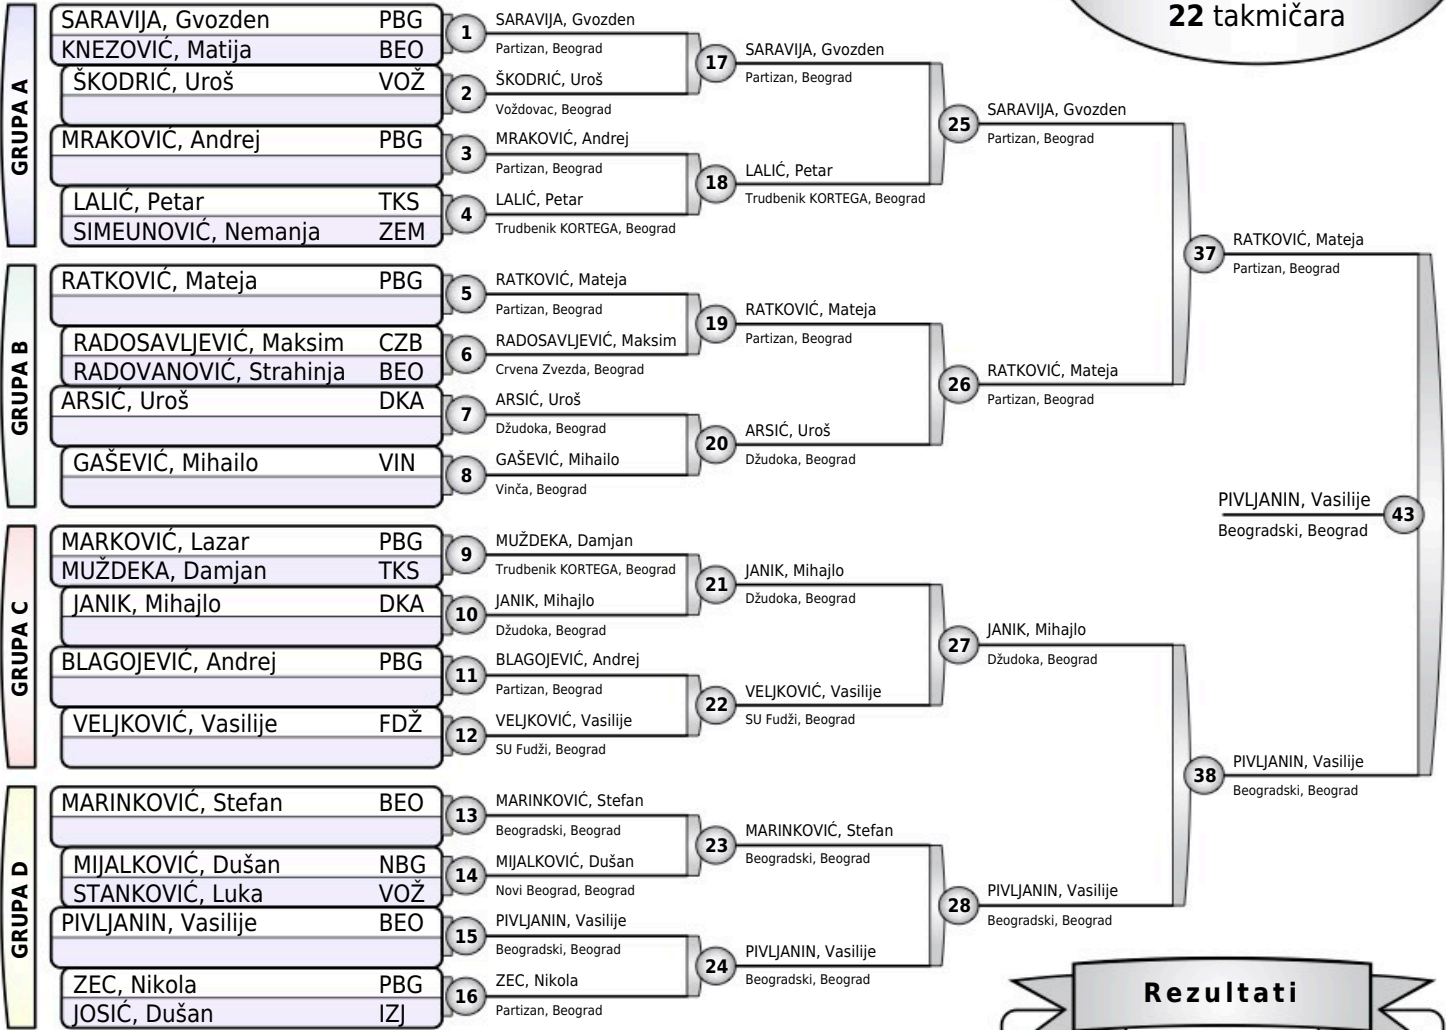 22 takmičara
GRUPA A
SARAVIJA, Gvozden PBG
KNEZOVIĆ, Matija BEO
ŠKODRIĆ, Uroš VOŽ
MRAKOVIĆ, Andrej PBG
LALIĆ, Petar TKS
SIMEUNOVIĆ, Nemanja ZEM
GRUPA B
RATKOVIĆ, Mateja PBG
RADOSAVLJEVIĆ, Maksim CZB
RADOVANOVIĆ, Strahinja BEO
ARSIĆ, Uroš DKA
GAŠEVIĆ, Mihailo VIN
GRUPA C
MARKOVIĆ, Lazar PBG
MUŽDEKA, Damjan TKS
JANIK, Mihajlo DKA
BLAGOJEVIĆ, Andrej PBG
VELJKOVIĆ, Vasilije FDŽ
GRUPA D
MARINKOVIĆ, Stefan BEO
MIJALKOVIĆ, Dušan NBG
STANKOVIĆ, Luka VOŽ
PIVLJANIN, Vasilije BEO
ZEC, Nikola PBG
JOSIĆ, Dušan IZJ
1
SARAVIJA, Gvozden
Partizan, Beograd
2
ŠKODRIĆ, Uroš
Voždovac, Beograd
3
MRAKOVIĆ, Andrej
Partizan, Beograd
4
LALIĆ, Petar
Trudbenik KORTEGA, Beograd
5
RATKOVIĆ, Mateja
Partizan, Beograd
6
RADOSAVLJEVIĆ, Maksim
Crvena Zvezda, Beograd
7
ARSIĆ, Uroš
Džudoka, Beograd
8
GAŠEVIĆ, Mihailo
Vinča, Beograd
9
MUŽDEKA, Damjan
Trudbenik KORTEGA, Beograd
10
JANIK, Mihajlo
Džudoka, Beograd
11
BLAGOJEVIĆ, Andrej
Partizan, Beograd
12
VELJKOVIĆ, Vasilije
SU Fudži, Beograd
13
MARINKOVIĆ, Stefan
Beogradski, Beograd
14
MIJALKOVIĆ, Dušan
Novi Beograd, Beograd
15
PIVLJANIN, Vasilije
Beogradski, Beograd
16
ZEC, Nikola
Partizan, Beograd
17
SARAVIJA, Gvozden
Partizan, Beograd
18
LALIĆ, Petar
Trudbenik KORTEGA, Beograd
19
RATKOVIĆ, Mateja
Partizan, Beograd
20
ARSIĆ, Uroš
Džudoka, Beograd
21
JANIK, Mihajlo
Džudoka, Beograd
22
VELJKOVIĆ, Vasilije
SU Fudži, Beograd
23
MARINKOVIĆ, Stefan
Beogradski, Beograd
24
PIVLJANIN, Vasilije
Beogradski, Beograd
25
SARAVIJA, Gvozden
Partizan, Beograd
26
RATKOVIĆ, Mateja
Partizan, Beograd
27
JANIK, Mihajlo
Džudoka, Beograd
28
PIVLJANIN, Vasilije
Beogradski, Beograd
37
RATKOVIĆ, Mateja
Partizan, Beograd
38
PIVLJANIN, Vasilije
Beogradski, Beograd
PIVLJANIN, Vasilije
Beogradski, Beograd
43
Rezultati